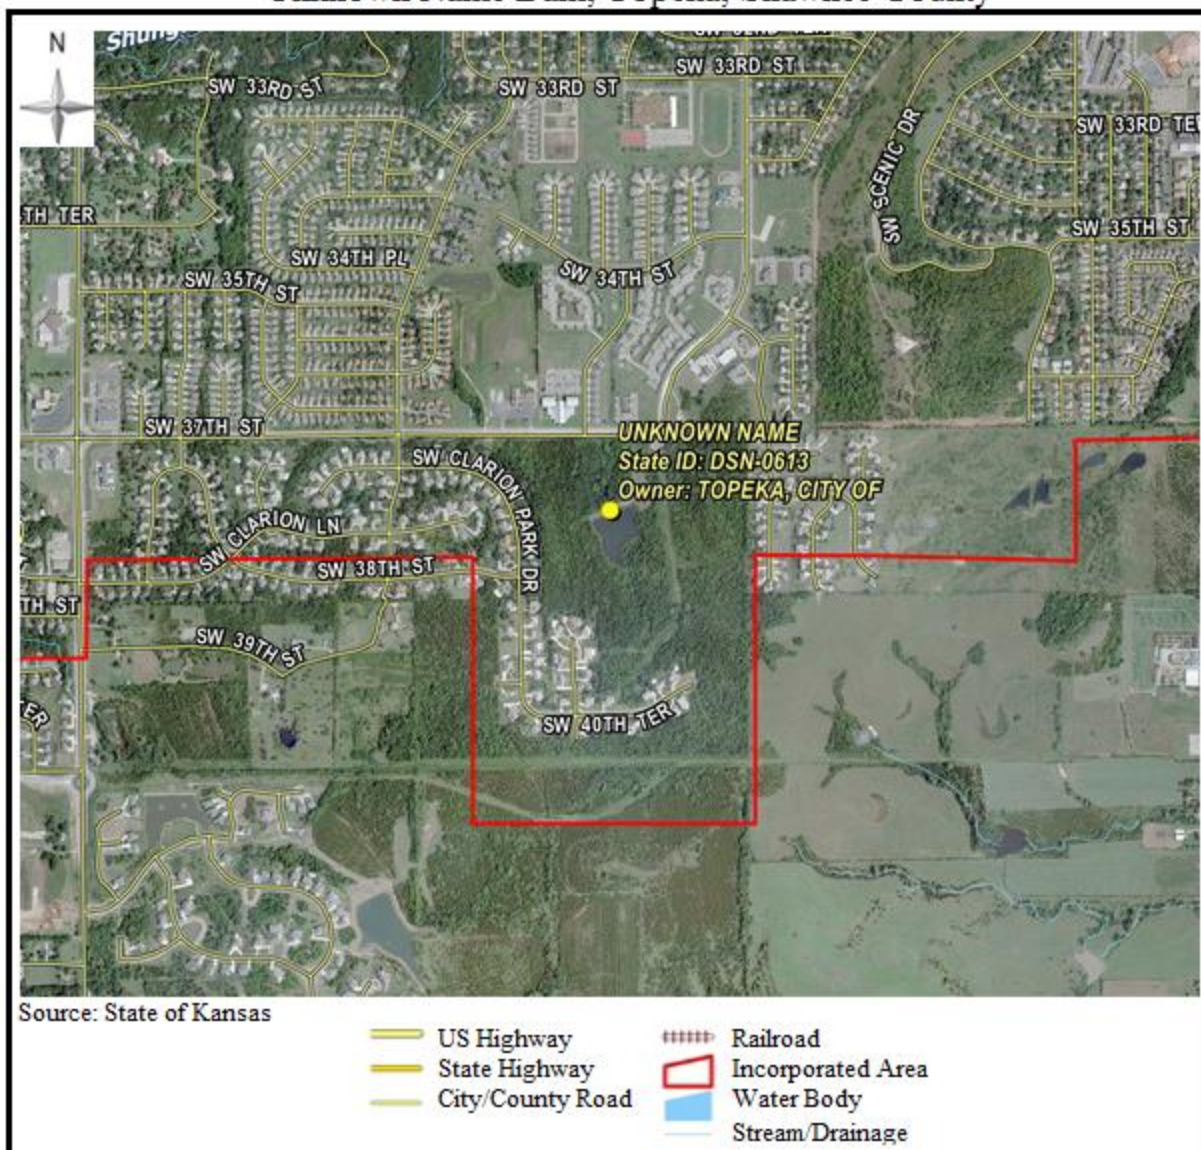 N
SW 33RD ST
SW 33RD ST
SW 33RD ST
SW SCENIC DR
TH TER
SW 35TH ST
SW 34TH PL
SW 34TH ST
SW 35TH ST
SW 37TH ST
UNKNOWN NAME
State ID: DSN-0613
Owner: TOPEKA, CITY OF
SW CLARION PARK DR
SW CLARION LN
SW 38TH ST
TH ST
SW 39TH ST
SW 40TH TER
Source: State of Kansas
US Highway
State Highway
City/County Road
Railroad
Incorporated Area
Water Body
Stream/Drainage